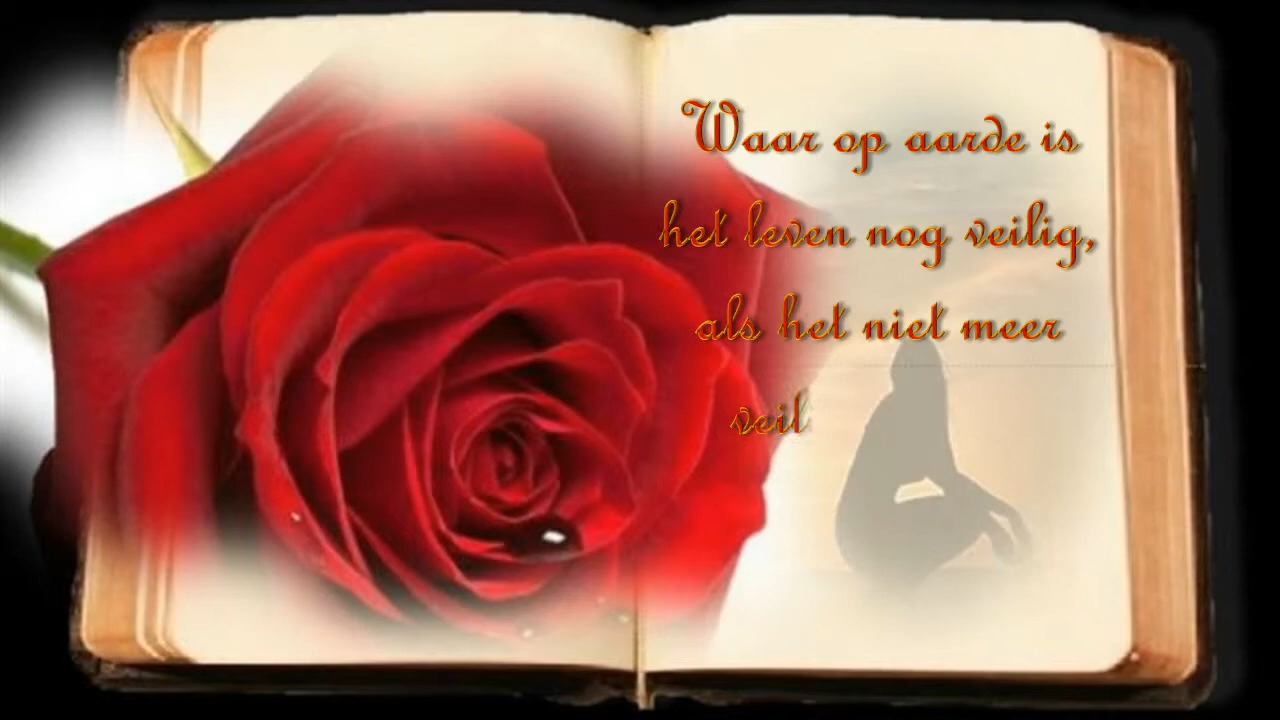 Waar op aarde is
het leven nog veilig,
als het niet meer
veil